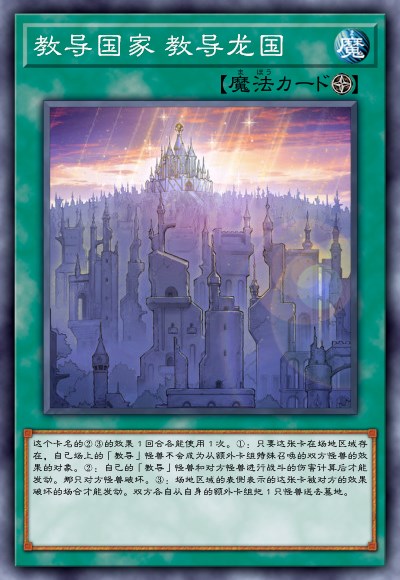 教导国家 教导龙国
魔
【魔法カード】
まほう
这个卡名的②③的效果1回合各能使用1次。①：只要这张卡在场地区域存
在，自己场上的「教导」怪兽不会成为从额外卡组特殊召唤的双方怪兽的效
果的对象。②：自己的「教导」怪兽和对方怪兽进行战斗的伤害计算后才能
发动。那只对方怪兽破坏。③：场地区域的表侧表示的这张卡被对方的效果
破坏的场合才能发动。双方各自从自身的额外卡组把1只怪兽送去墓地。